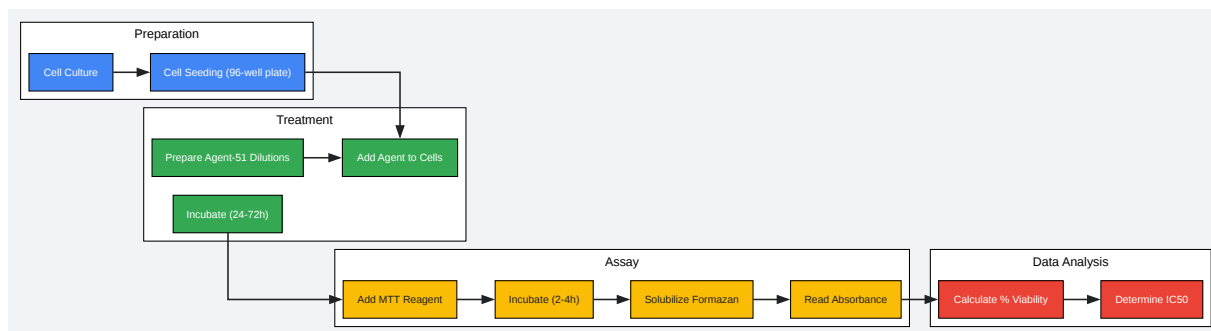 Preparation
Cell Culture
Cell Seeding (96-well plate)
Treatment
Prepare Agent-51 Dilutions
Add Agent to Cells
Incubate (24-72h)
Assay
Add MTT Reagent
Incubate (2-4h)
Solubilize Formazan
Read Absorbance
Data Analysis
Calculate % Viability
Determine IC50